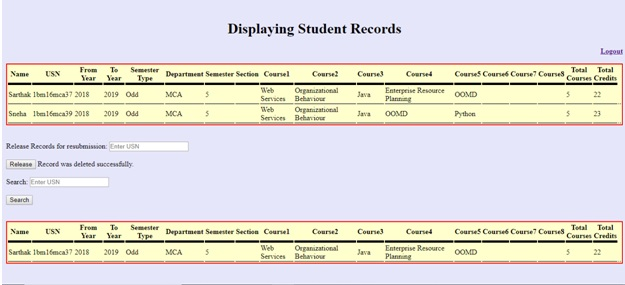 Displaying Student Records
Logout
Name USN From Year To Year Semester Type Department Semester Section Course1 Course2 Course3 Course4 Course5 Course6 Course7 Course8 Total Courses Total Credits
Sarthak 1bm16mca37 2018 2019 Odd MCA 5 Web Services Organizational Behaviour Java Enterprise Resource Planning OOMD 5 22
Sneha 1bm16mca39 2018 2019 Odd MCA 5 Web Services Organizational Behaviour Java OOMD Python 5 23
Release Records for resubmission: Enter USN
Release Record was deleted successfully.
Search: Enter USN
Search
Name USN From Year To Year Semester Type Department Semester Section Course1 Course2 Course3 Course4 Course5 Course6 Course7 Course8 Total Courses Total Credits
Sarthak 1bm16mca37 2018 2019 Odd MCA 5 Web Services Organizational Behaviour Java Enterprise Resource Planning OOMD 5 22